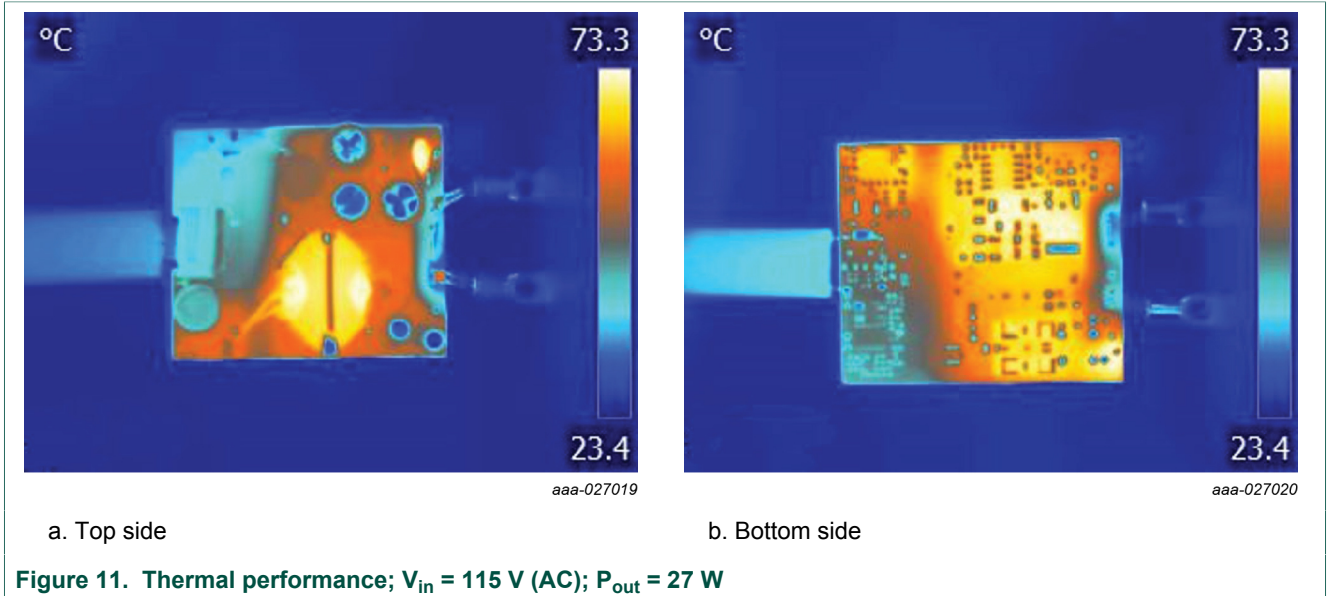 °C
73.3
23.4
aaa-027019
a. Top side
°C
73.3
23.4
aaa-027020
b. Bottom side
Figure 11. Thermal performance; Vin = 115 V (AC); Pout = 27 W